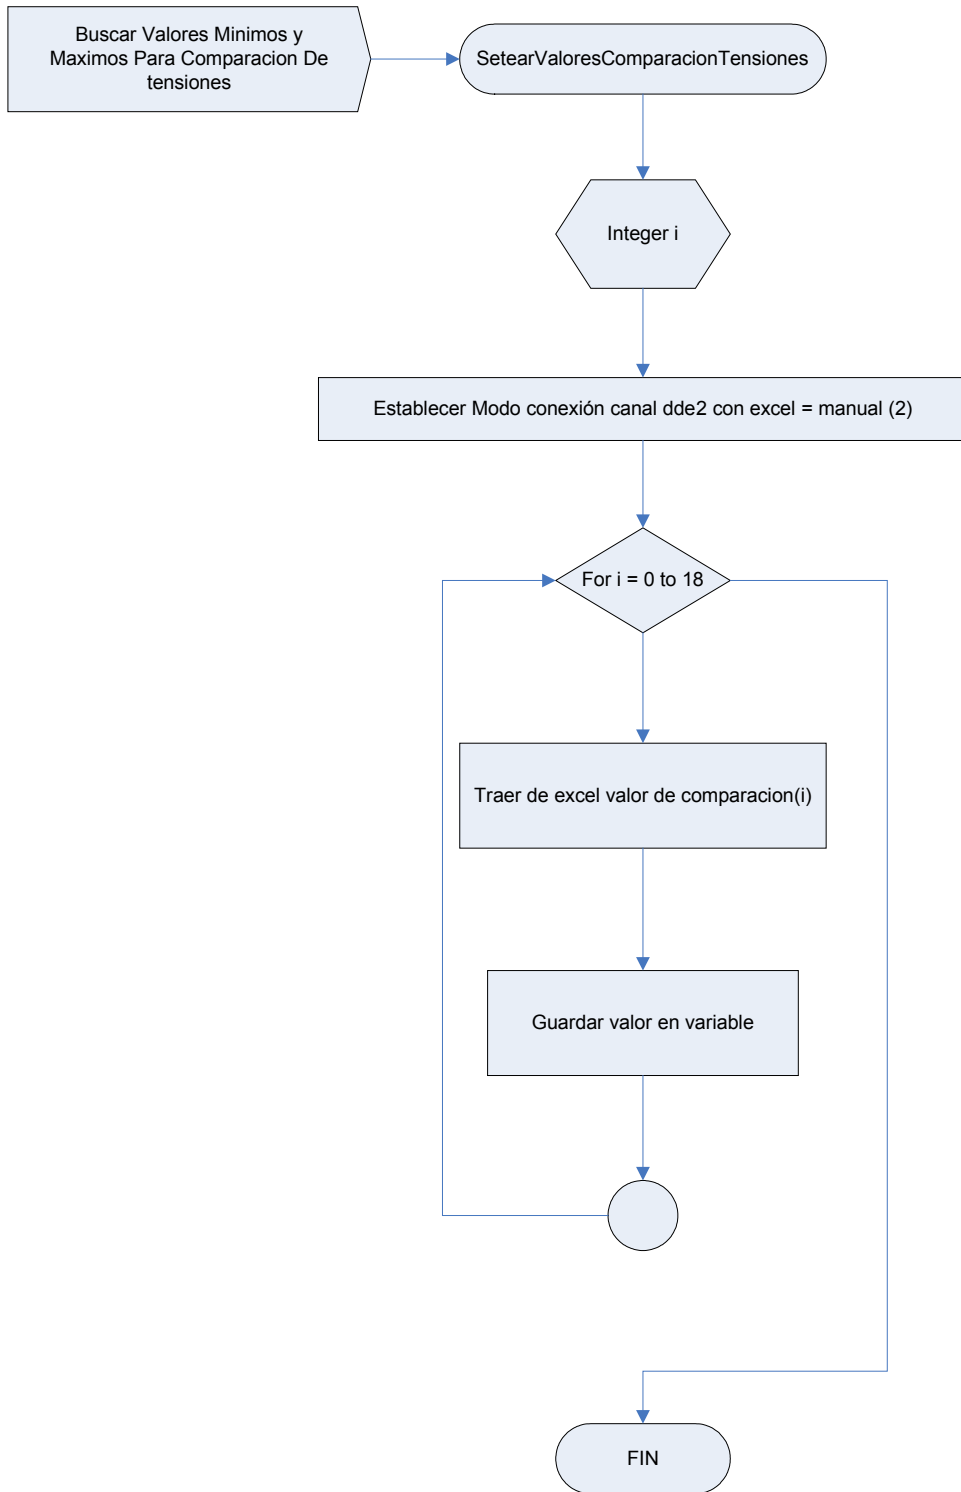 Buscar Valores Minimos y
Maximos Para Comparacion De
tensiones
SetearValoresComparacionTensiones
Integer i
Establecer Modo conexión canal dde2 con excel = manual (2)
For i = 0 to 18
Traer de excel valor de comparacion(i)
Guardar valor en variable
FIN